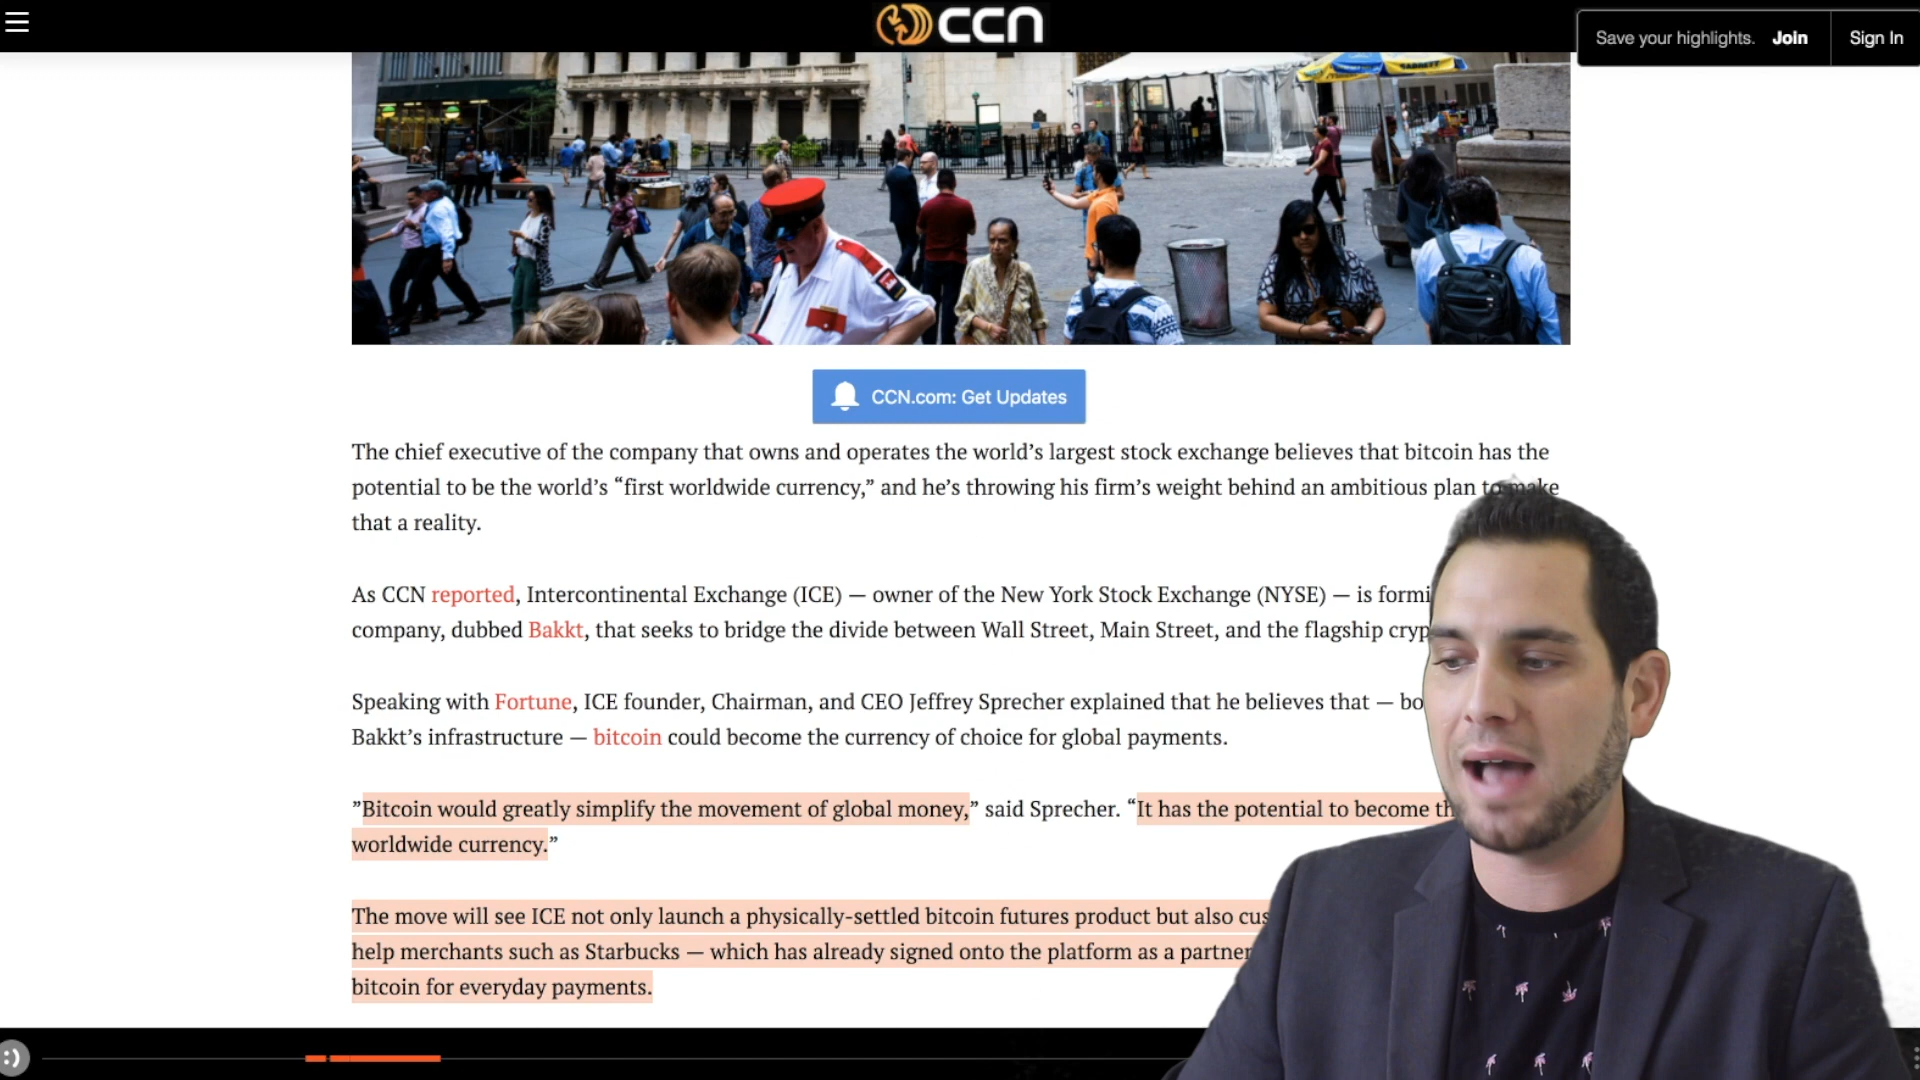 CCN
Save your highlights. Join Sign In
CCN.com: Get Updates
The chief executive of the company that owns and operates the world’s largest stock exchange believes that bitcoin has the
potential to be the world’s “first worldwide currency,” and he’s throwing his firm’s weight behind an ambitious plan to make
that a reality.
As CCN reported, Intercontinental Exchange (ICE) — owner of the New York Stock Exchange (NYSE) — is formi
company, dubbed Bakkt, that seeks to bridge the divide between Wall Street, Main Street, and the flagship cryp
Speaking with Fortune, ICE founder, Chairman, and CEO Jeffrey Sprecher explained that he believes that — bo
Bakkt’s infrastructure — bitcoin could become the currency of choice for global payments.
”Bitcoin would greatly simplify the movement of global money,” said Sprecher. “It has the potential to become th
worldwide currency.”
The move will see ICE not only launch a physically-settled bitcoin futures product but also cus
help merchants such as Starbucks — which has already signed onto the platform as a partner
bitcoin for everyday payments.